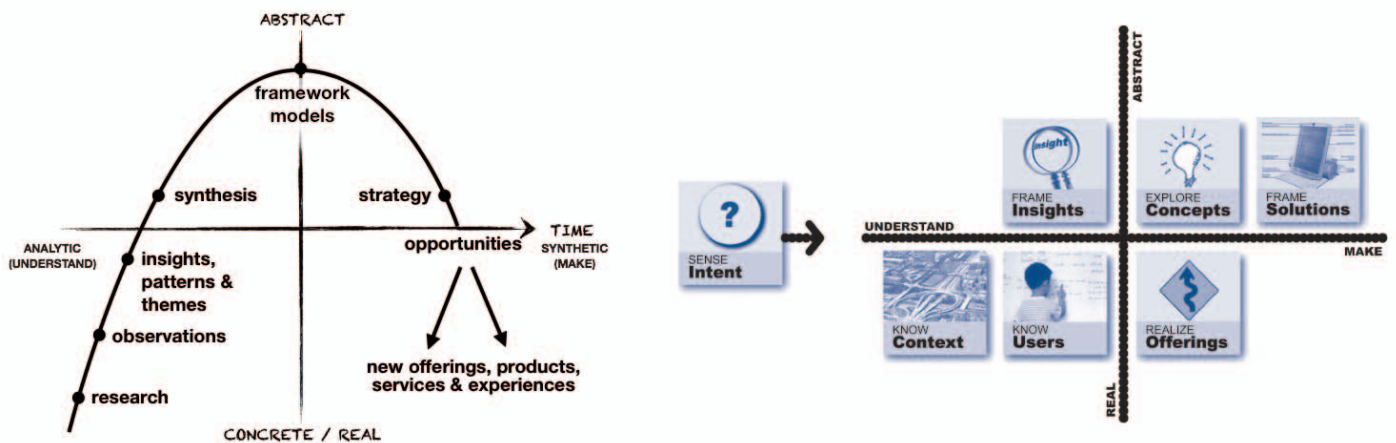 ABSTRACT
framework
models
synthesis
strategy
TIME
ANALYTIC
(UNDERSTAND)
opportunities
SYNTHETIC
(MAKE)
insights,
patterns &
themes
observations
new offerings, products,
services & experiences
research
CONCRETE / REAL
?
SENSE
Intent
ABSTRACT
insight
FRAME
Insights
EXPLORE
Concepts
FRAME
Solutions
UNDERSTAND
MAKE
KNOW
Context
KNOW
Users
REALIZE
Offerings
REAL